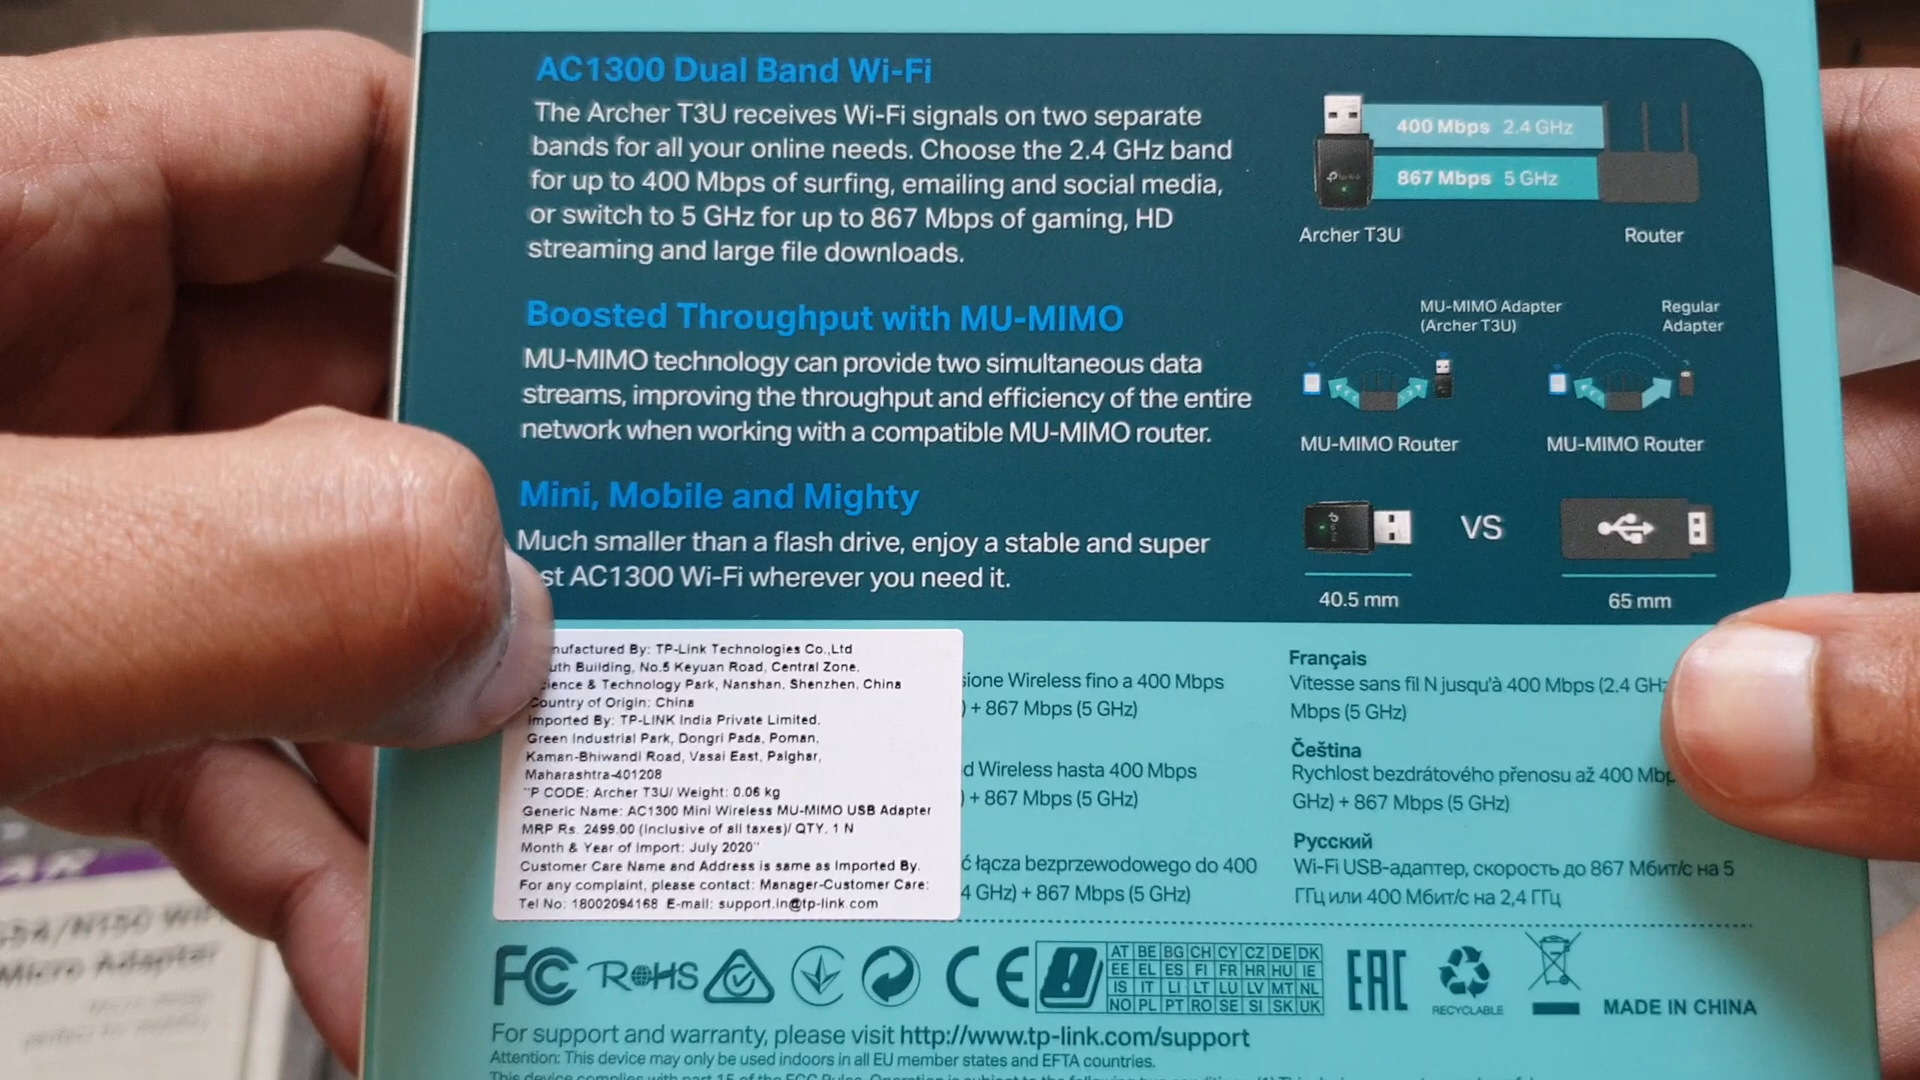 AC1300 Dual Band Wi-Fi
The Archer T3U receives Wi-Fi signals on two separate
bands for all your online needs. Choose the 2.4 GHz band
for up to 400 Mbps of surfing, emailing and social media,
or switch to 5 GHz for up to 867 Mbps of gaming, HD
streaming and large file downloads.
400 Mbps 2.4 GHz
867 Mbps 5 GHz
Archer T3U
Router
Boosted Throughput with MU-MIMO
MU-MIMO technology can provide two simultaneous data
streams, improving the throughput and efficiency of the entire
network when working with a compatible MU-MIMO router.
MU-MIMO Adapter
(Archer T3U)
Regular
Adapter
MU-MIMO Router
MU-MIMO Router
Mini, Mobile and Mighty
Much smaller than a flash drive, enjoy a stable and super
st AC1300 Wi-Fi wherever you need it.
VS
40.5 mm
65 mm
nufactured By: TP-Link Technologies Co.,Ltd
uth Building, No.5 Keyuan Road, Central Zone,
ience & Technology Park, Nanshan, Shenzhen, China
Country of Origin: China
Imported By: TP-LINK India Private Limited.
Green Industrial Park, Dongri Pada, Poman,
Kaman-Bhiwandi Road, Vasai East, Palghar,
Maharashtra-401208
"P CODE: Archer T3U/ Weight: 0.06 kg
Generic Name: AC1300 Mini Wireless MU-MIMO USB Adapter
MRP Rs. 2499.00 (Inclusive of all taxes)/ QTY. 1 N
Month & Year of Import: July 2020"
Customer Care Name and Address is same as Imported By.
For any complaint, please contact: Manager-Customer Care:
Tel No: 18002094168 E-mail: support.in@tp-link.com
sione Wireless fino a 400 Mbps
) + 867 Mbps (5 GHz)
d Wireless hasta 400 Mbps
) + 867 Mbps (5 GHz)
ć łącza bezprzewodowego do 400
4 GHz) + 867 Mbps (5 GHz)
Français
Vitesse sans fil N jusqu'à 400 Mbps (2.4 GHz
Mbps (5 GHz)
Čeština
Rychlost bezdrátového přenosu až 400 Mbp
GHz) + 867 Mbps (5 GHz)
Русский
Wi-Fi USB-адаптер, скорость до 867 Мбит/с на 5
ГГц или 400 Мбит/с на 2,4 ГГц
FC RoHS CE
AT BE BG CH CY CZ DE DK
EE EL ES FI FR HR HU IE
IS IT LI LT LU LV MT NL
NO PL PT RO SE SI SK UK
EAC
RECYCLABLE
MADE IN CHINA
For support and warranty, please visit http://www.tp-link.com/support
Attention: This device may only be used indoors in all EU member states and EFTA countries.
Micro Adapter